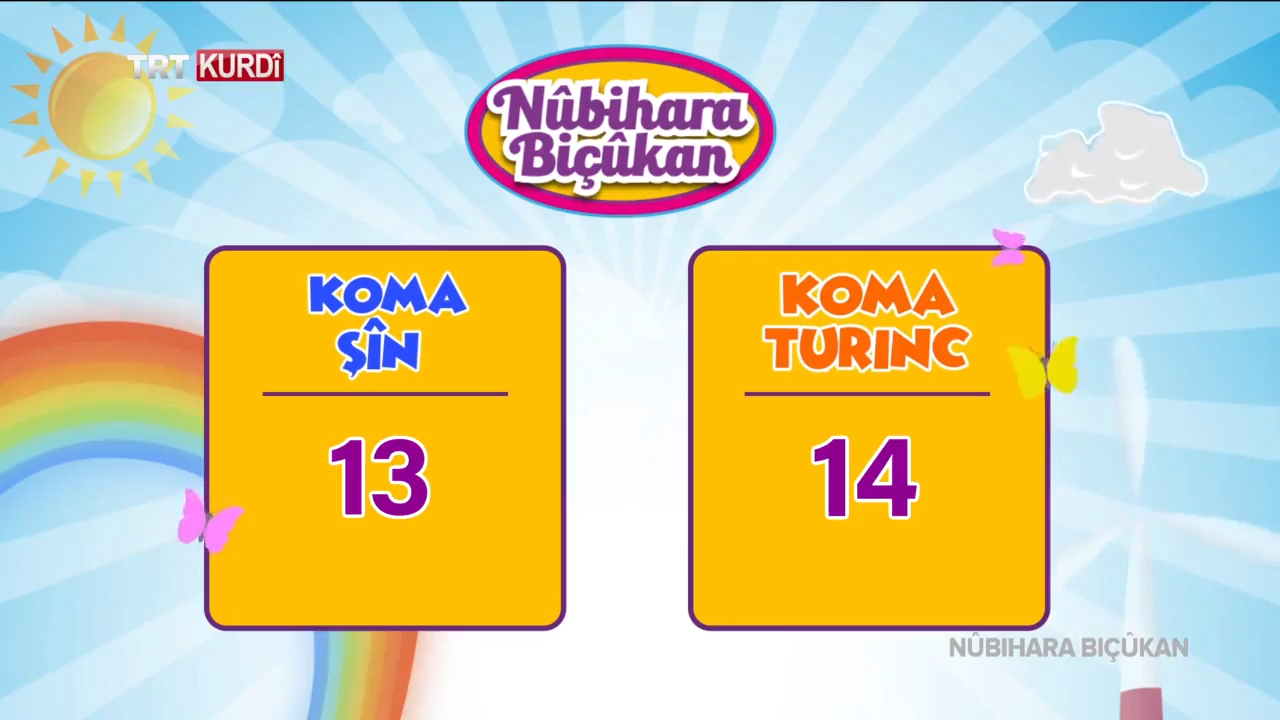 TRT KURDÎ
Nûbihara
Biçûkan
KOMA
ŞÎN
13
KOMA
TURINC
14
NÛBIHARA BIÇÛKAN